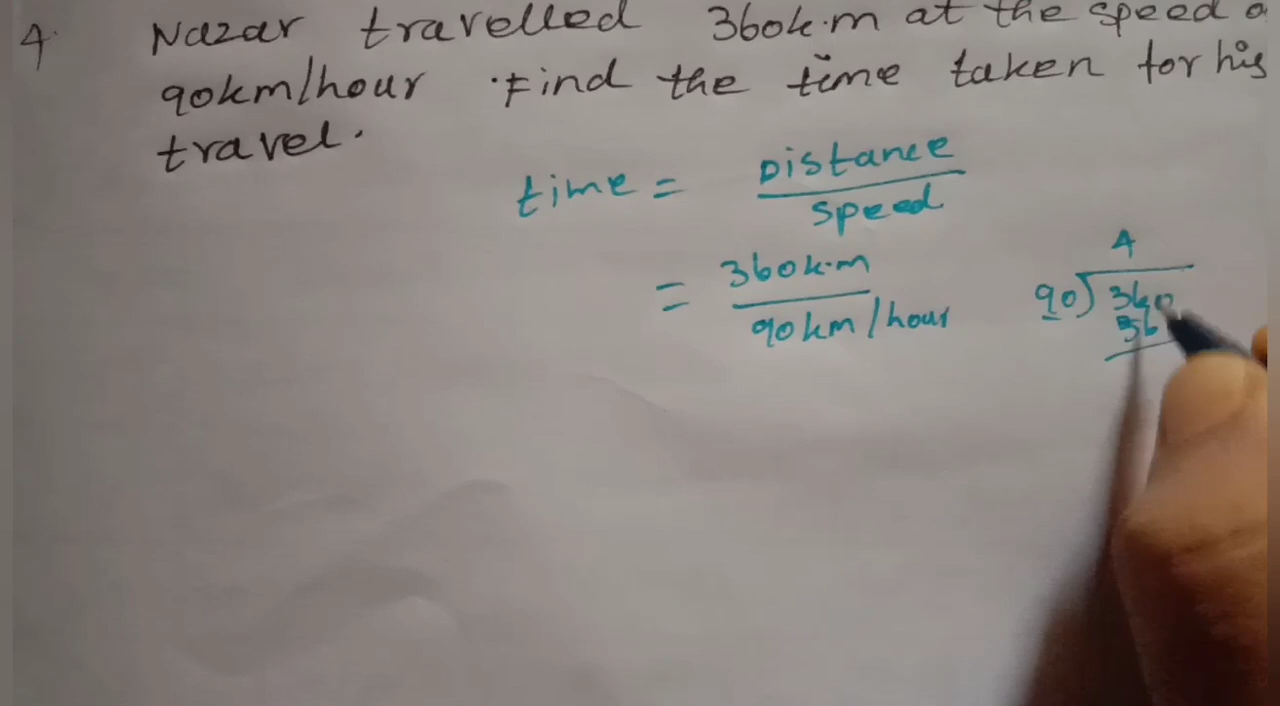 4. Nazar travelled 360k.m at the speed o
90km/hour . Find the time taken for his
travel.
time = Distance / speed
= 360k.m / 90km/hour
4
90) 360
36